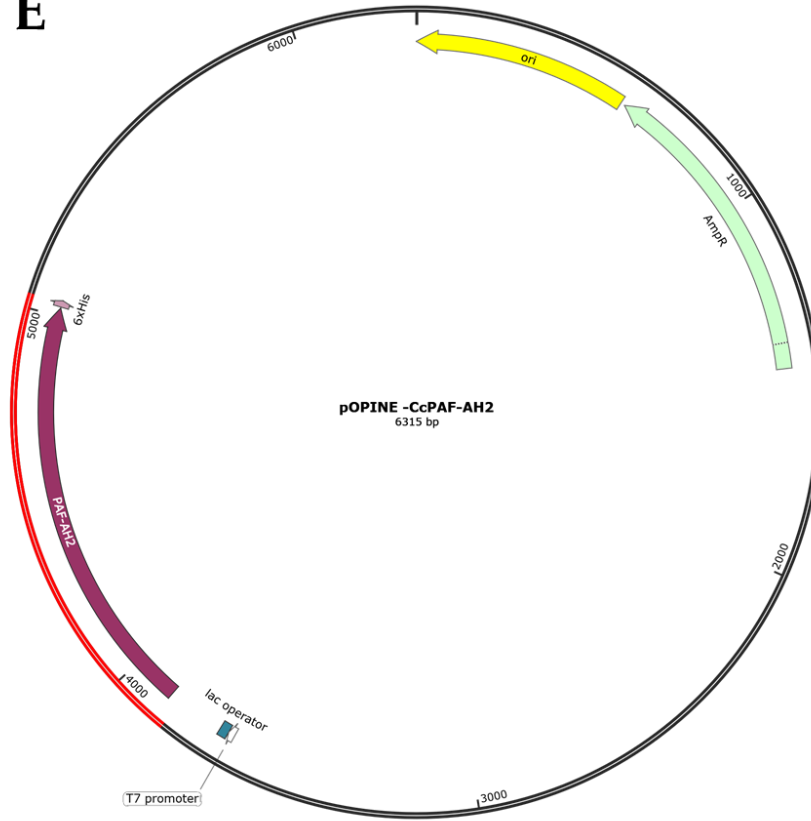 E
6000
ori
1000
AmpR
6xHis
5000
pOPINE -CcPAF-AH2
6315 bp
PAF-AH2
2000
4000
lac operator
T7 promoter
3000